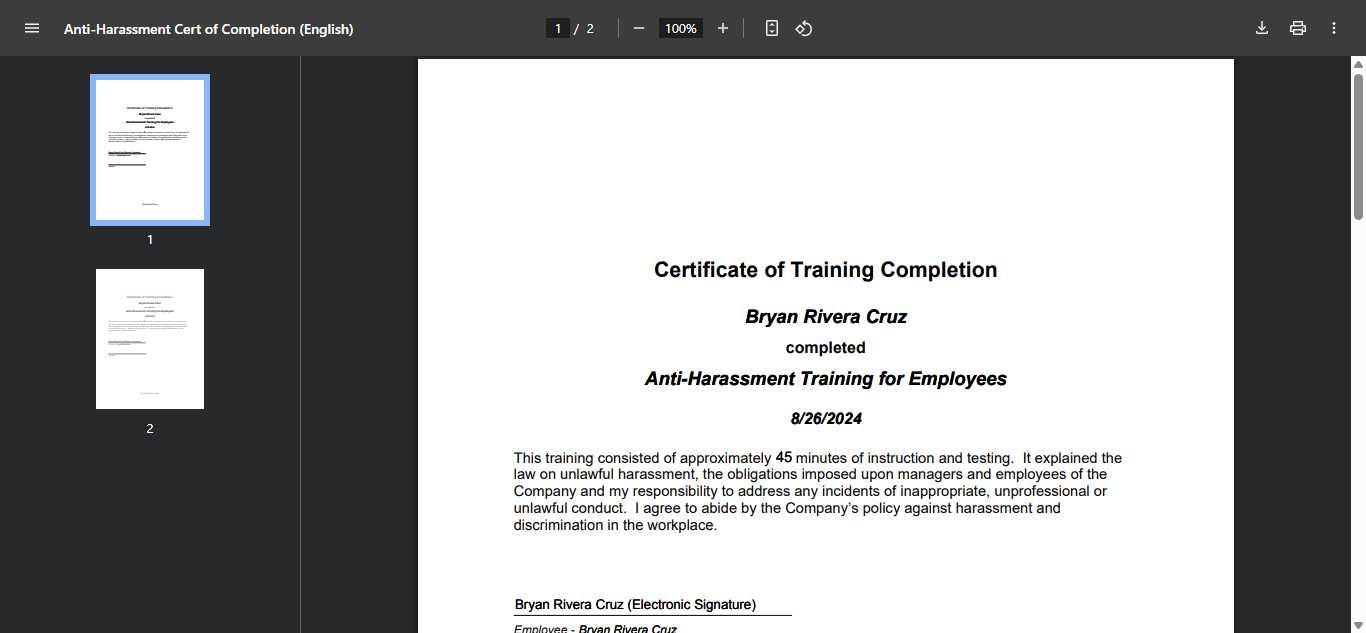 Anti-Harassment Cert of Completion (English)
1 / 2
100%
1
2
Certificate of Training Completion
Bryan Rivera Cruz
completed
Anti-Harassment Training for Employees
8/26/2024
This training consisted of approximately 45 minutes of instruction and testing.  It explained the
law on unlawful harassment, the obligations imposed upon managers and employees of the
Company and my responsibility to address any incidents of inappropriate, unprofessional or
unlawful conduct.  I agree to abide by the Company's policy against harassment and
discrimination in the workplace.
Bryan Rivera Cruz (Electronic Signature)
Employee - Bryan Rivera Cruz